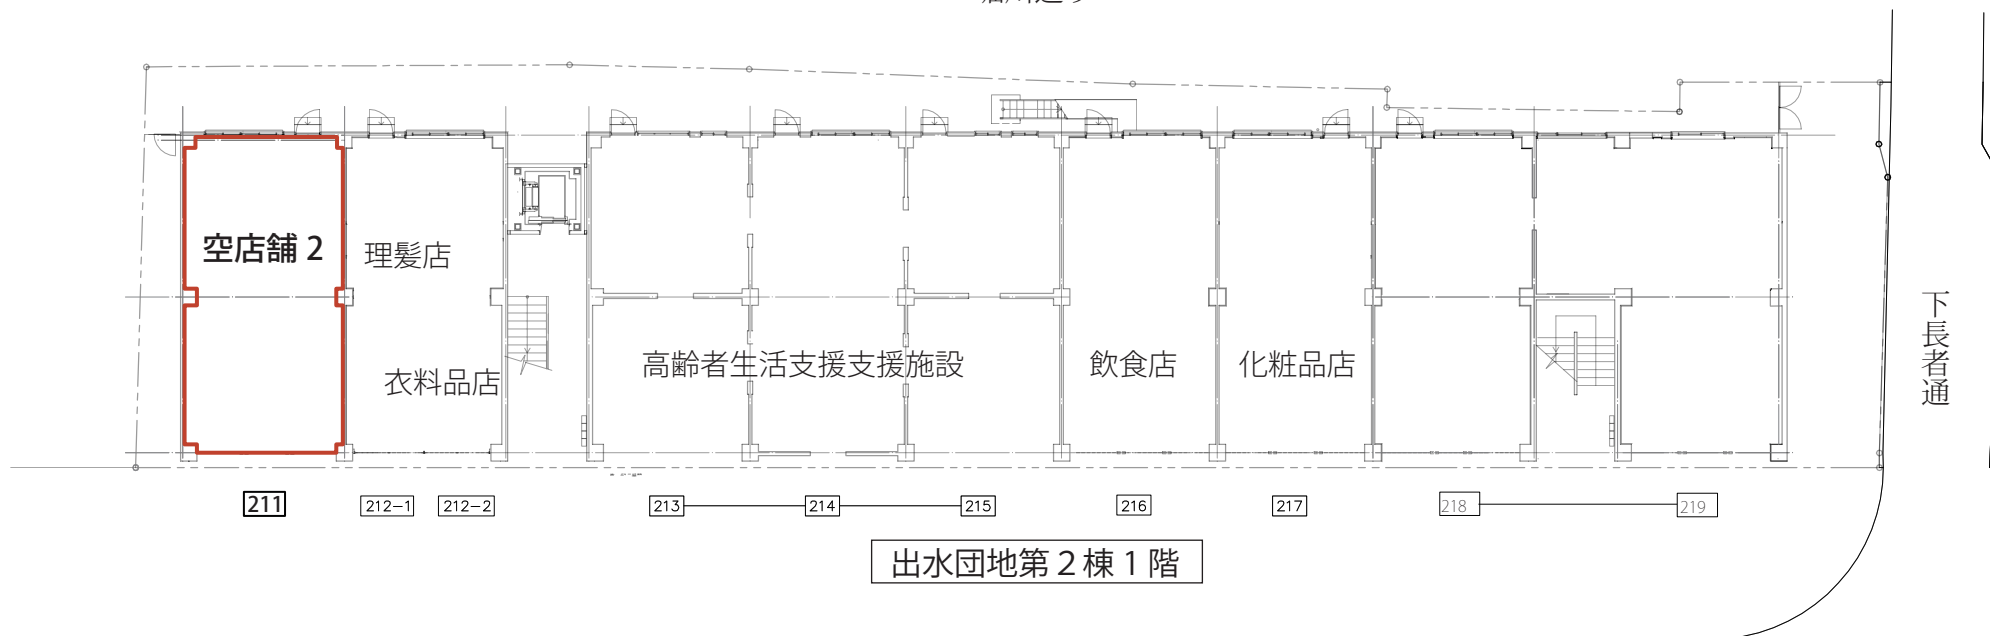 空店舗 2
理髪店
衣料品店
高齢者生活支援支援施設
飲食店
化粧品店
下長者通
211
212-1
212-2
213
214
215
216
217
218
219
出水団地第２棟１階